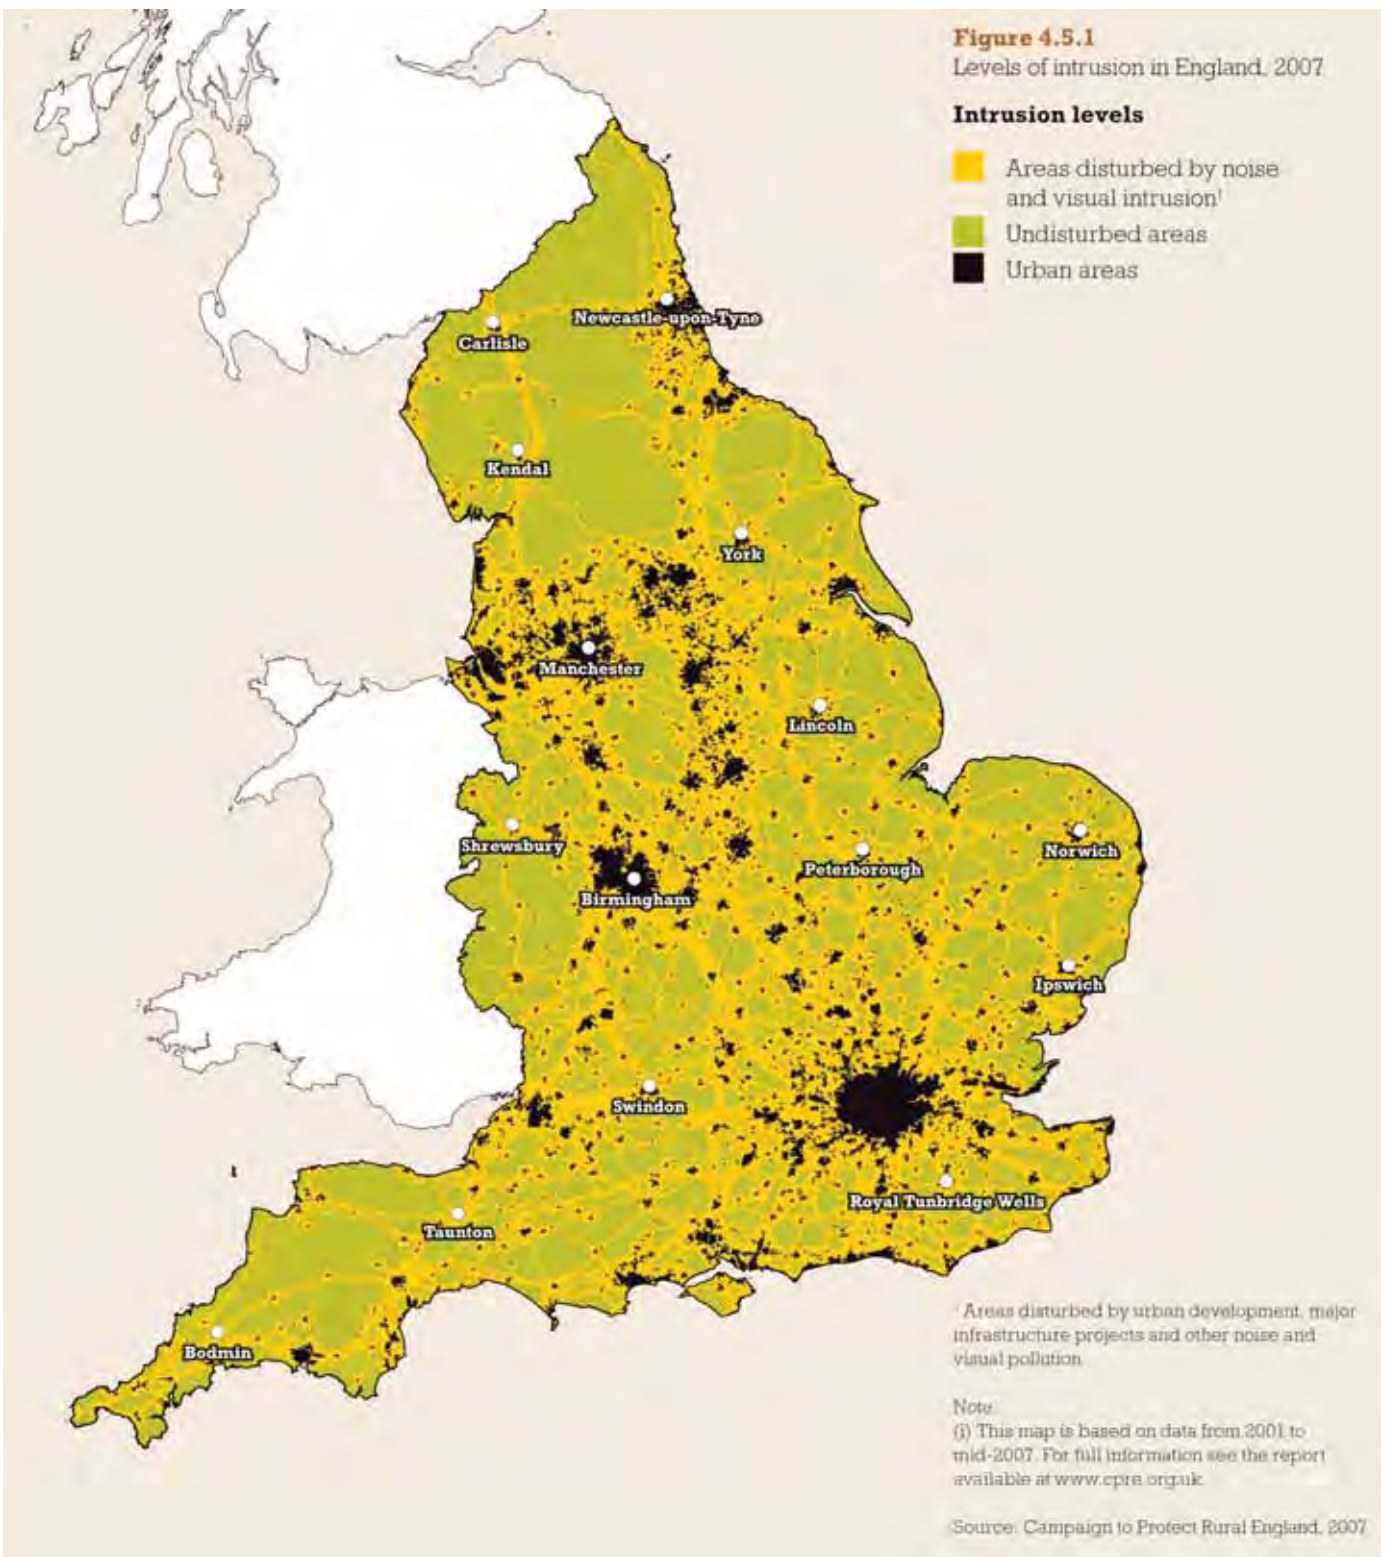 Figure 4.5.1
Levels of intrusion in England, 2007
Intrusion levels
Areas disturbed by noise
and visual intrusion¹
Undisturbed areas
Urban areas
Newcastle-upon-Tyne
Carlisle
Kendal
York
Manchester
Lincoln
Shrewsbury
Norwich
Peterborough
Birmingham
Ipswich
Swindon
Royal Tunbridge Wells
Taunton
Bodmin
¹ Areas disturbed by urban development, major
infrastructure projects and other noise and
visual pollution
Note:
(i) This map is based on data from 2001 to
mid-2007. For full information see the report
available at www.cpre.org.uk.
Source: Campaign to Protect Rural England, 2007